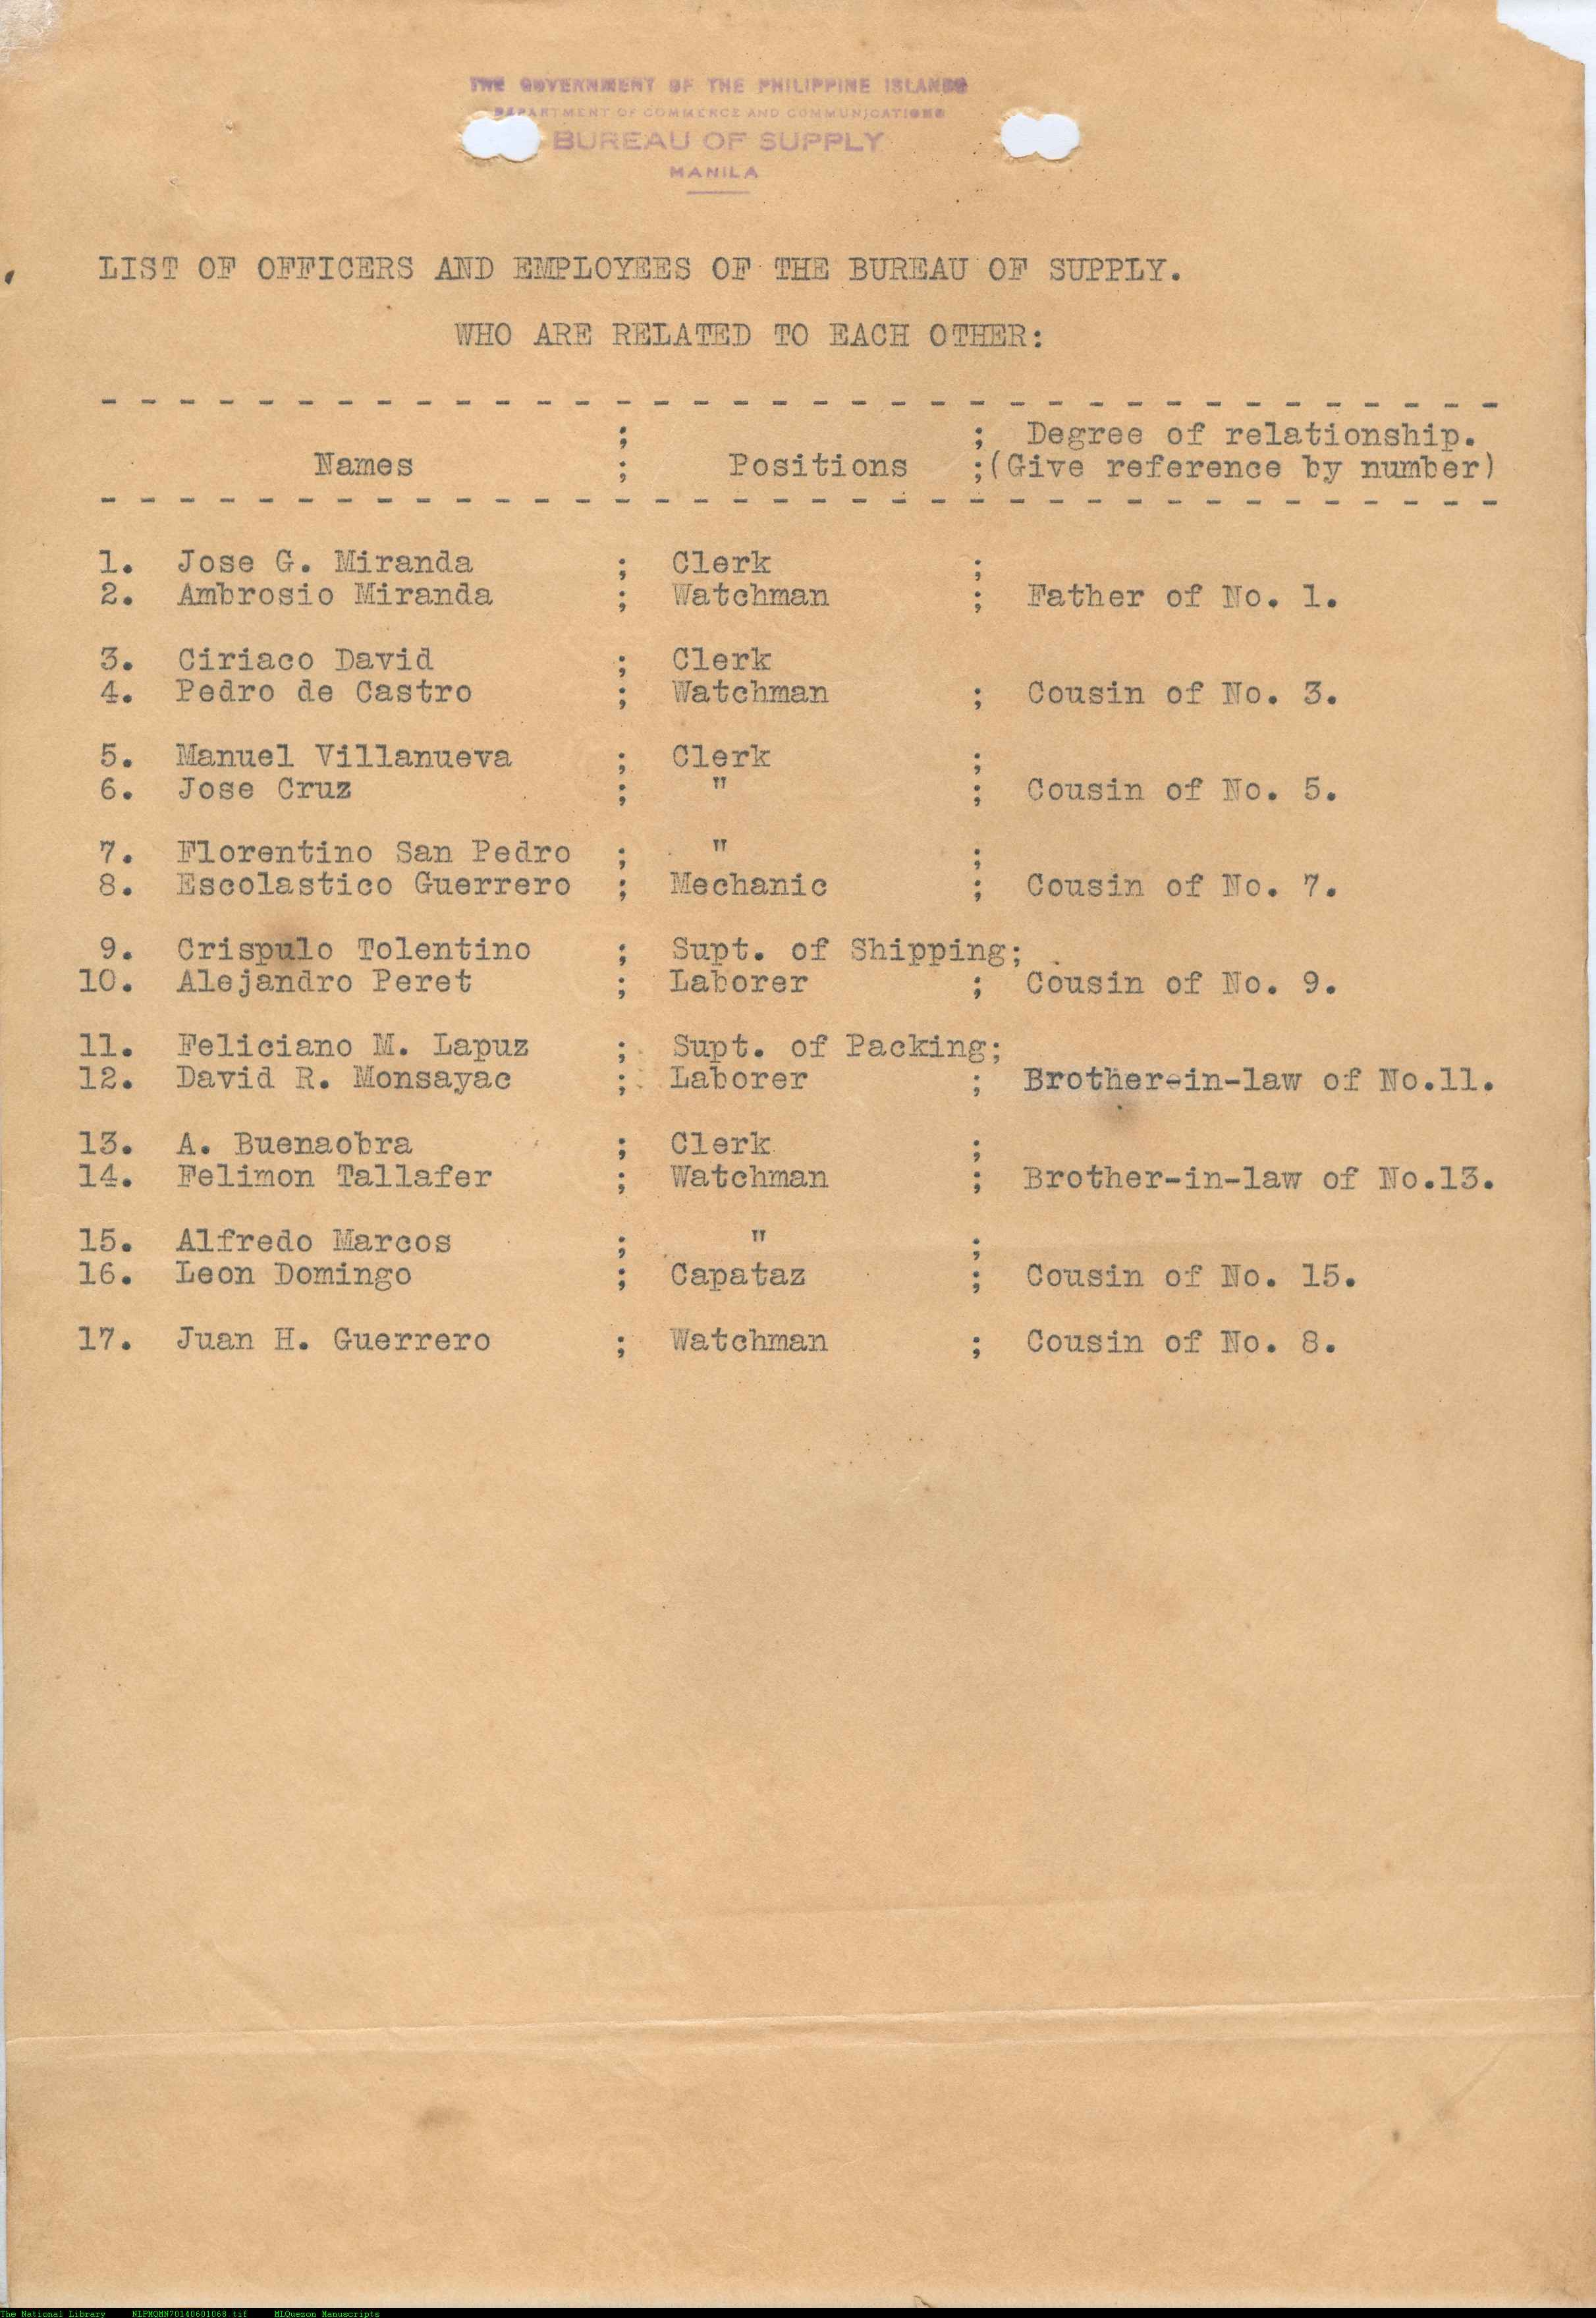 THE GOVERNMENT OF THE PHILIPPINE ISLANDS
DEPARTMENT OF COMMERCE AND COMMUNICATIONS
BUREAU OF SUPPLY
MANILA
LIST OF OFFICERS AND EMPLOYEES OF THE BUREAU OF SUPPLY.
WHO ARE RELATED TO EACH OTHER:
- - - - - - - - - - - - - - - - - - - - - - - - - - - - - - - - - - - -
; ; Degree of relationship.
Names ; Positions ;(Give reference by number)
- - - - - - - - - - - - - - - - - - - - - - - - - - - - - - - - - - - -
1. Jose G. Miranda ; Clerk ;
2. Ambrosio Miranda ; Watchman ; Father of No. 1.
3. Ciriaco David ; Clerk
4. Pedro de Castro ; Watchman ; Cousin of No. 3.
5. Manuel Villanueva ; Clerk ;
6. Jose Cruz ; " ; Cousin of No. 5.
7. Florentino San Pedro ; " ;
8. Escolastico Guerrero ; Mechanic ; Cousin of No. 7.
9. Crispulo Tolentino ; Supt. of Shipping;
10. Alejandro Peret ; Laborer ; Cousin of No. 9.
11. Feliciano M. Lapuz ; Supt. of Packing;
12. David R. Monsayac ; Laborer ; Brother-in-law of No.11.
13. A. Buenaobra ; Clerk ;
14. Felimon Tallafer ; Watchman ; Brother-in-law of No.13.
15. Alfredo Marcos ; " ;
16. Leon Domingo ; Capataz ; Cousin of No. 15.
17. Juan H. Guerrero ; Watchman ; Cousin of No. 8.
The National Library NLPMQMN70140601068.tif MLQuezon Manuscripts